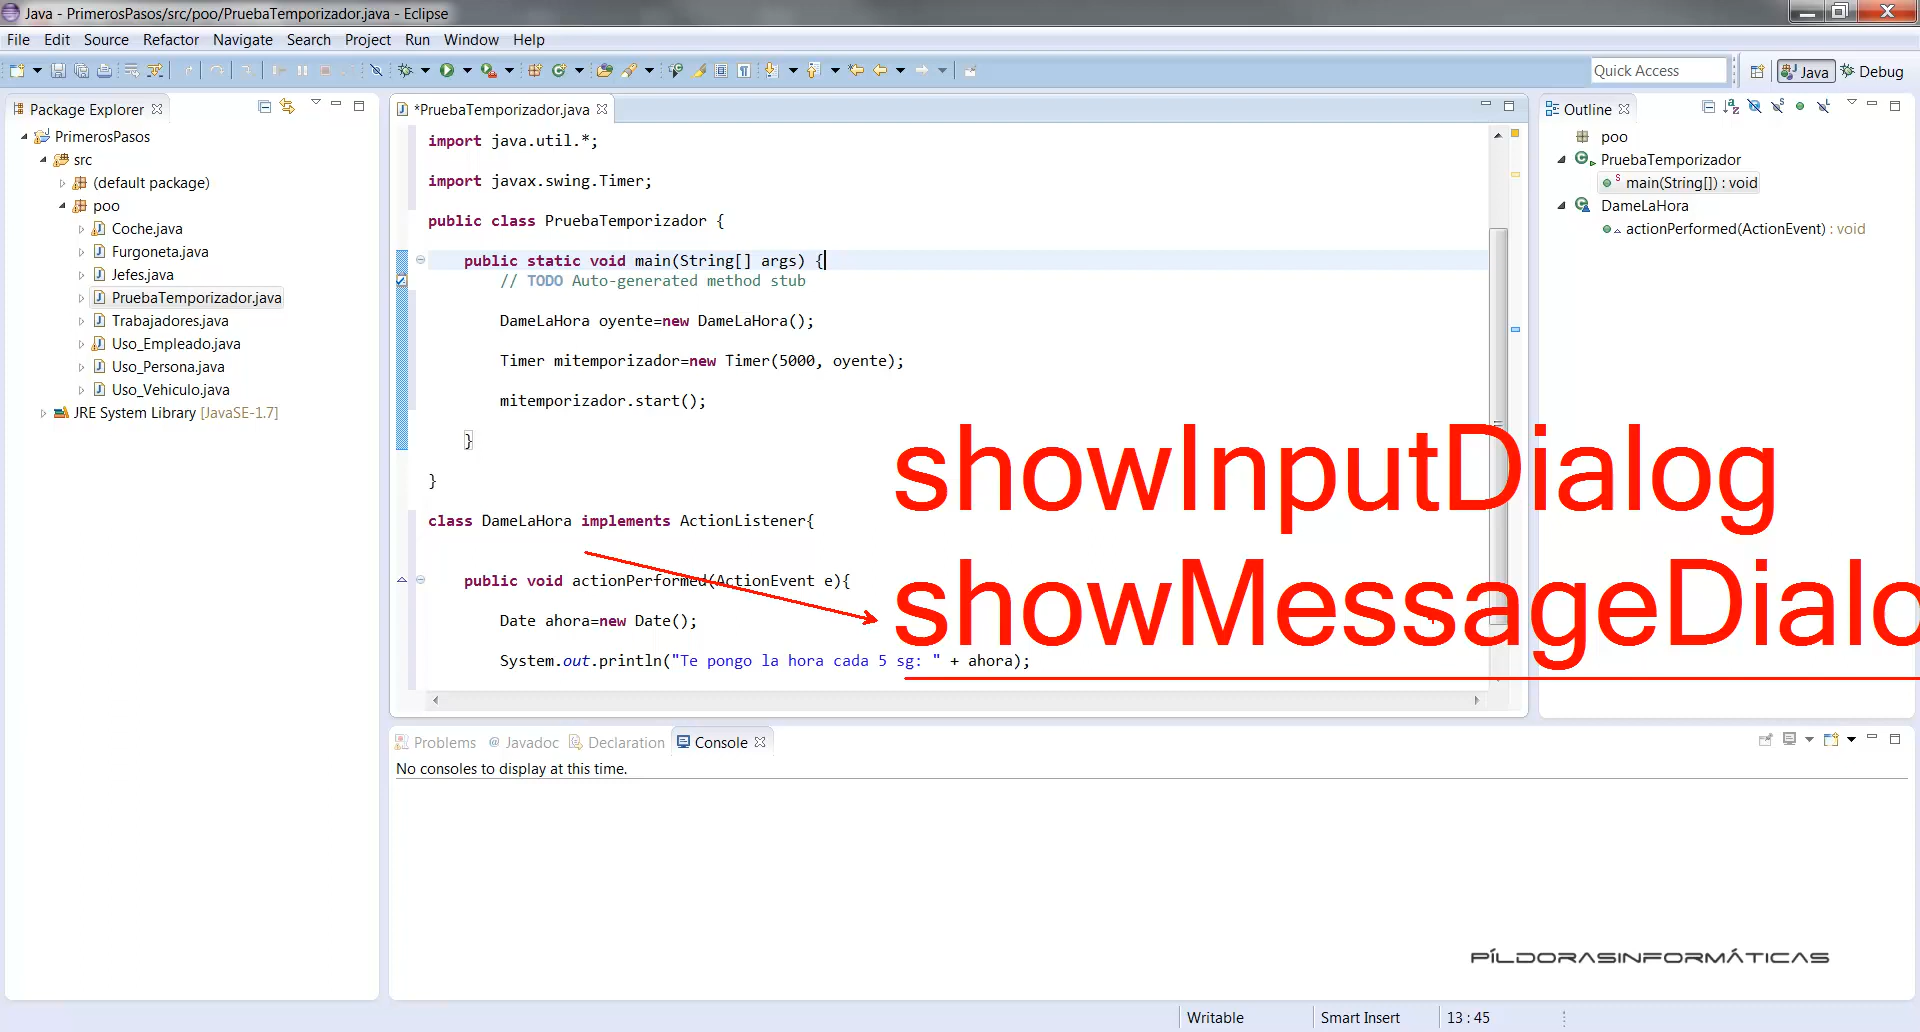 Java - PrimerosPasos/src/poo/PruebaTemporizador.java - Eclipse
File Edit Source Refactor Navigate Search Project Run Window Help
Quick Access
Java
Debug
Package Explorer
PrimerosPasos
src
(default package)
poo
Coche.java
Furgoneta.java
Jefes.java
PruebaTemporizador.java
Trabajadores.java
Uso_Empleado.java
Uso_Persona.java
Uso_Vehiculo.java
JRE System Library [JavaSE-1.7]
*PruebaTemporizador.java
import java.util.*;
import javax.swing.Timer;
public class PruebaTemporizador {
public static void main(String[] args) {
// TODO Auto-generated method stub
DameLaHora oyente=new DameLaHora();
Timer mitemporizador=new Timer(5000, oyente);
mitemporizador.start();
}
}
class DameLaHora implements ActionListener{
public void actionPerformed(ActionEvent e){
Date ahora=new Date();
System.out.println("Te pongo la hora cada 5 sg: " + ahora);
showInputDialog
showMessageDialo
Outline
poo
PruebaTemporizador
main(String[]) : void
DameLaHora
actionPerformed(ActionEvent) : void
Problems @ Javadoc Declaration Console
No consoles to display at this time.
PÍLDORASINFORMÁTICAS
Writable Smart Insert 13 : 45